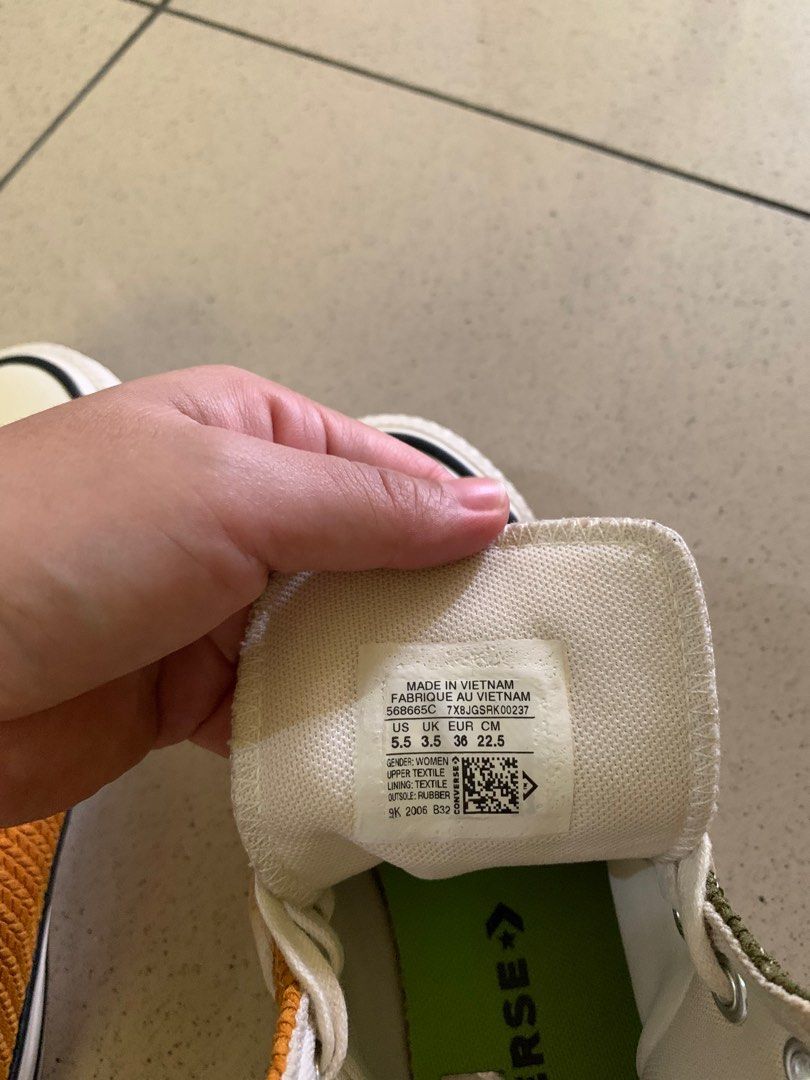 MADE IN VIETNAM
FABRIQUE AU VIETNAM
568665C 7X8JGSRK00237
US UK EUR CM
5.5 3.5 36 22.5
GENDER: WOMEN
UPPER TEXTILE
LINING: TEXTILE
OUTSOLE: RUBBER
CONVERSE
9K 2006 B32
ERSE